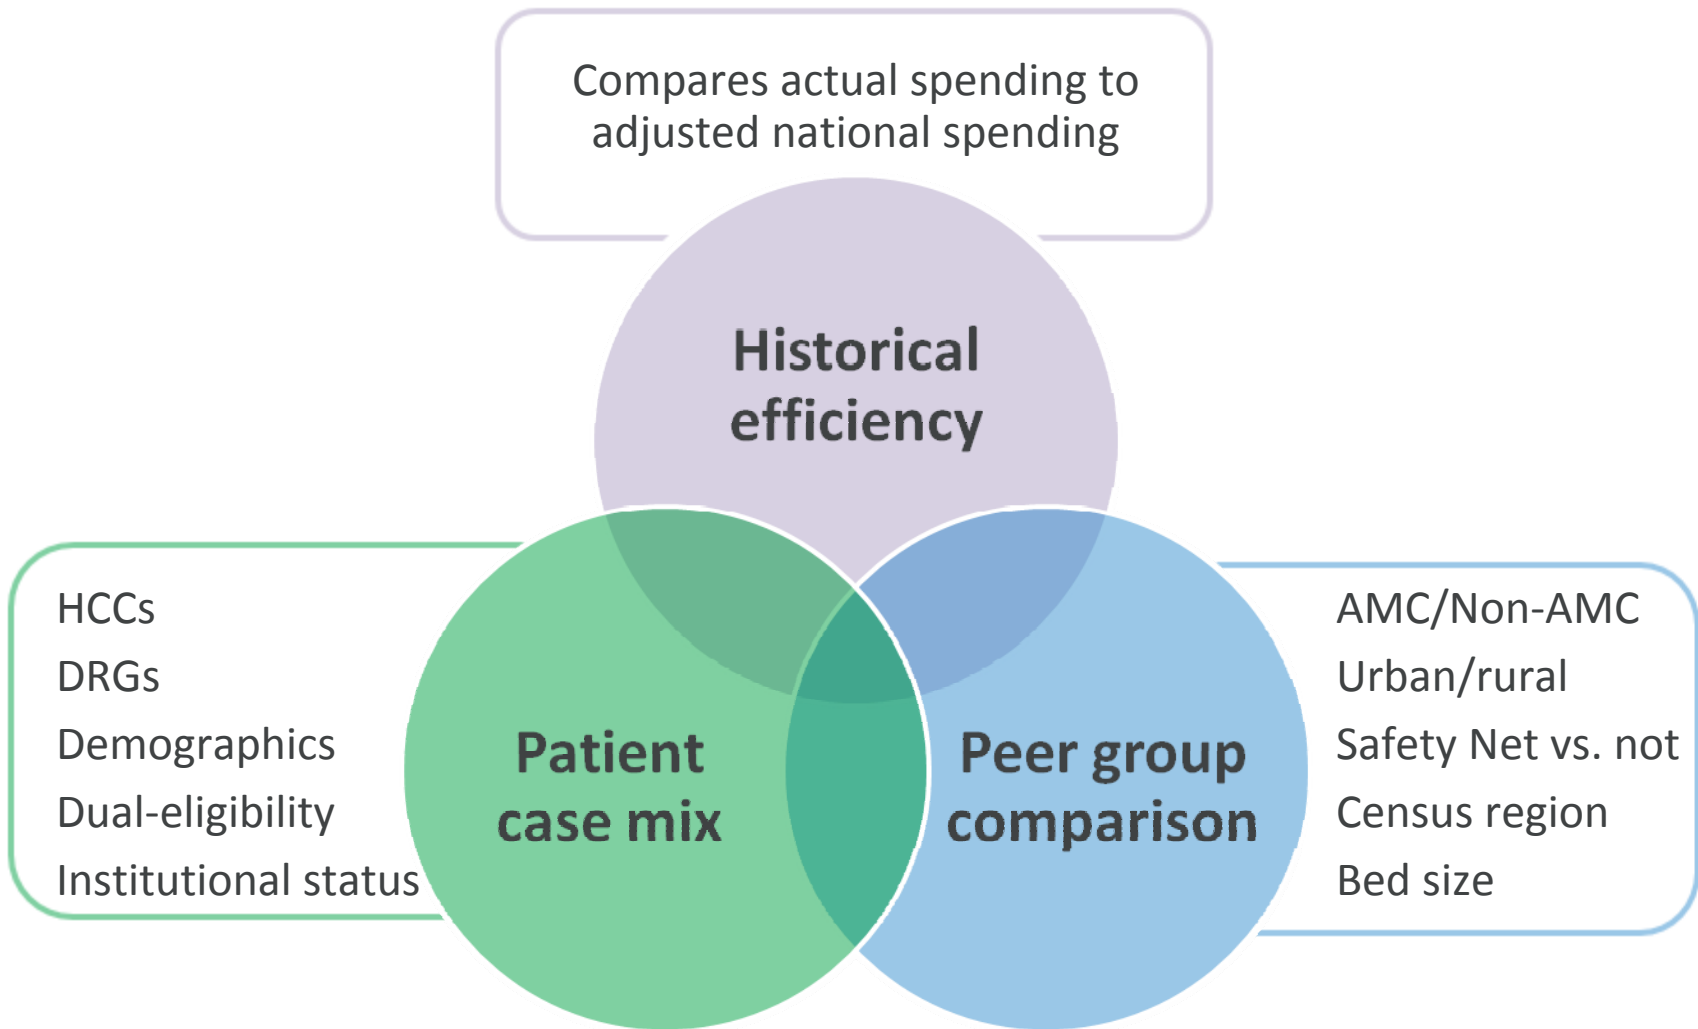 Compares actual spending to
adjusted national spending
Historical
efficiency
HCCs
DRGs
Demographics
Dual-eligibility
Institutional status
Patient
case mix
Peer group
comparison
AMC/Non-AMC
Urban/rural
Safety Net vs. not
Census region
Bed size